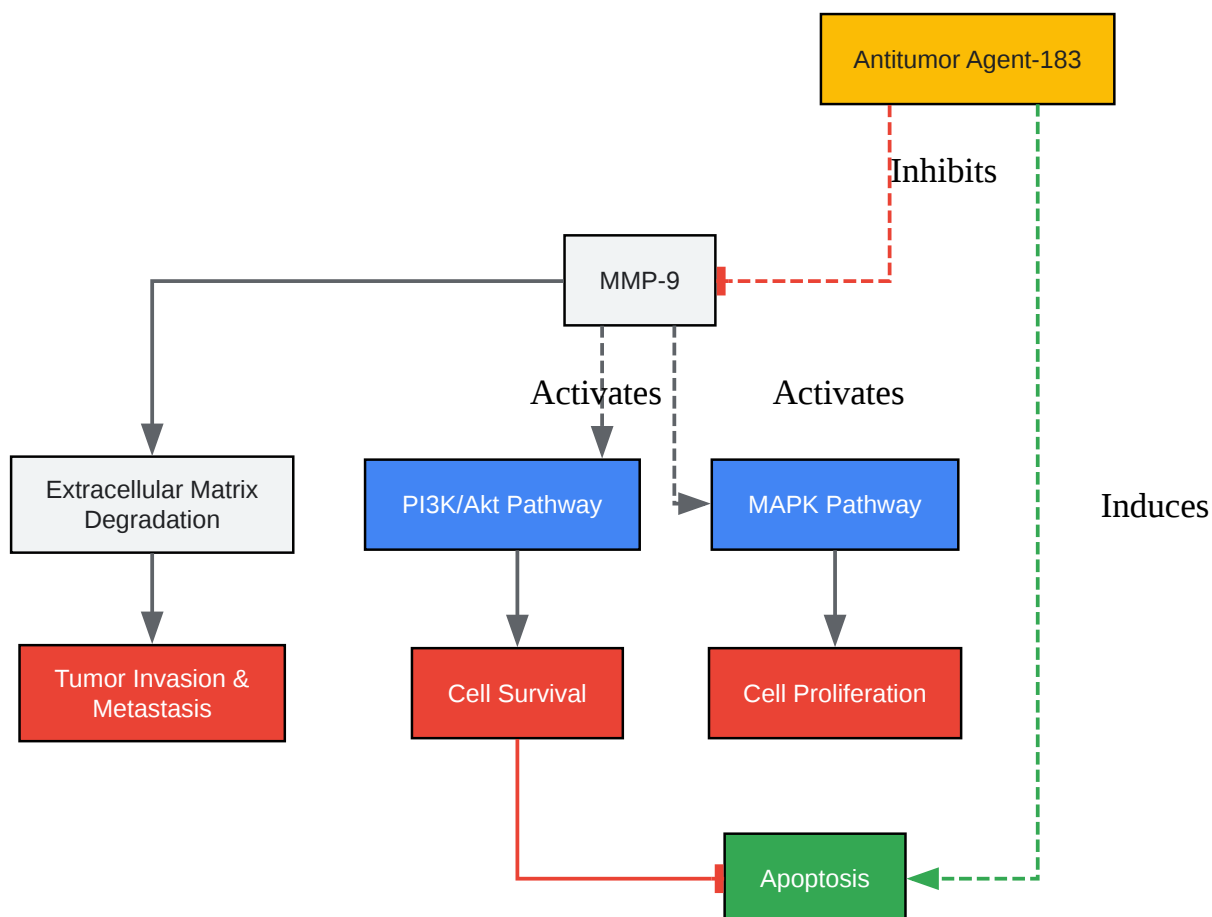 Antitumor Agent-183
Inhibits
MMP-9
Activates
Activates
Extracellular Matrix
Degradation
PI3K/Akt Pathway
MAPK Pathway
Induces
Tumor Invasion &
Metastasis
Cell Survival
Cell Proliferation
Apoptosis